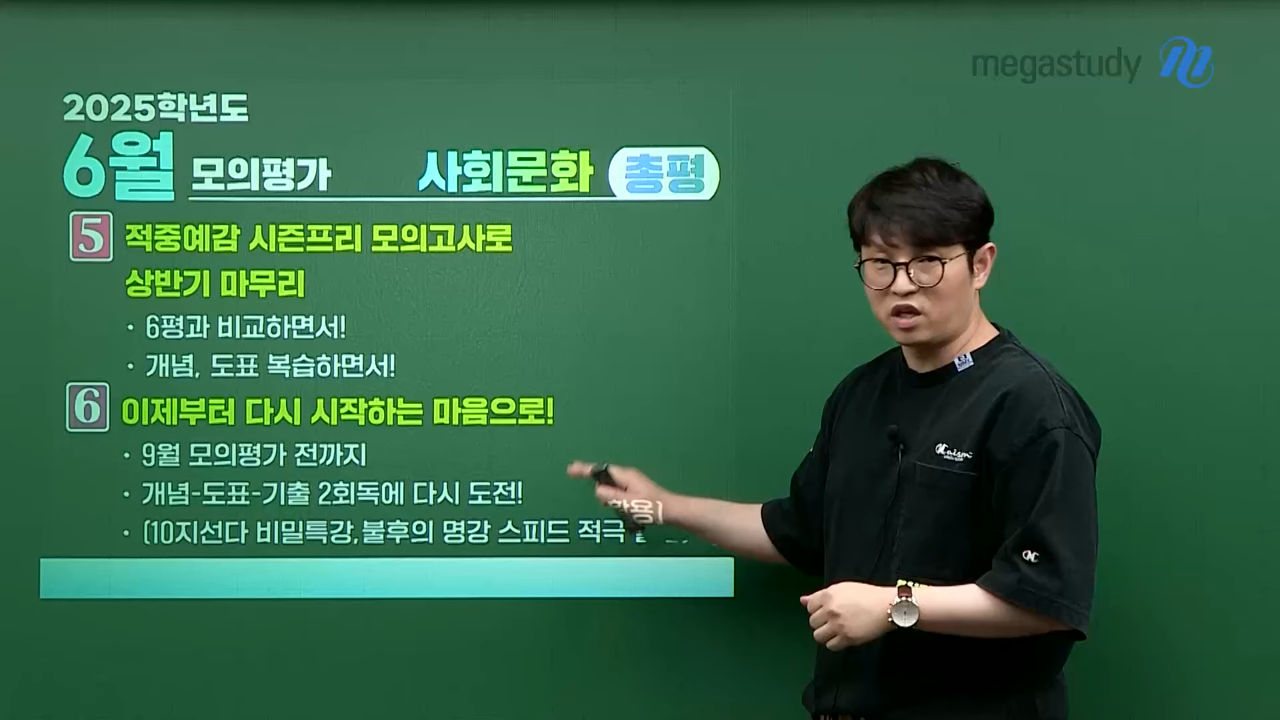 megastudy
2025학년도
6월 모의평가 사회문화 총평
5 적중예감 시즌프리 모의고사로
상반기 마무리
· 6평과 비교하면서!
· 개념, 도표 복습하면서!
6 이제부터 다시 시작하는 마음으로!
· 9월 모의평가 전까지
· 개념-도표-기출 2회독에 다시 도전!
· (10지선다 비밀특강, 불후의 명강 스피드 적극